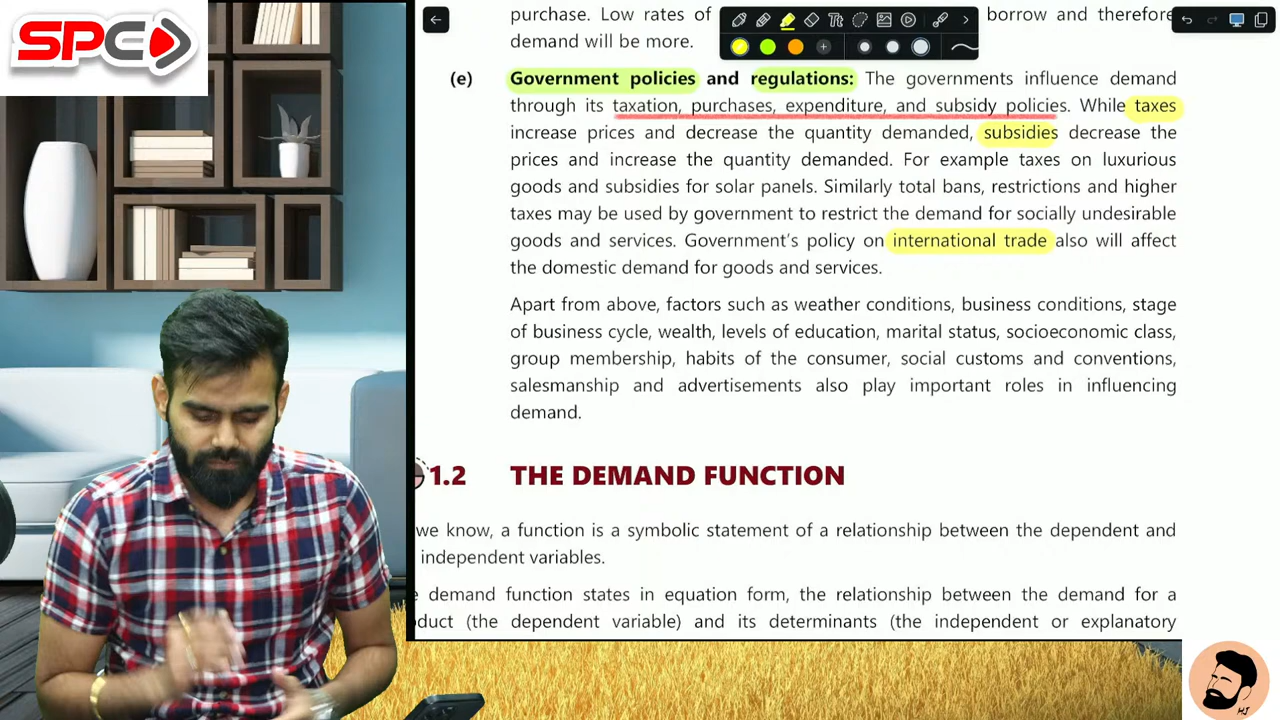 SPC
purchase. Low rates of borrow and therefore
demand will be more.
(e) Government policies and regulations: The governments influence demand
through its taxation, purchases, expenditure, and subsidy policies. While taxes
increase prices and decrease the quantity demanded, subsidies decrease the
prices and increase the quantity demanded. For example taxes on luxurious
goods and subsidies for solar panels. Similarly total bans, restrictions and higher
taxes may be used by government to restrict the demand for socially undesirable
goods and services. Government's policy on international trade also will affect
the domestic demand for goods and services.
Apart from above, factors such as weather conditions, business conditions, stage
of business cycle, wealth, levels of education, marital status, socioeconomic class,
group membership, habits of the consumer, social customs and conventions,
salesmanship and advertisements also play important roles in influencing
demand.
1.2 THE DEMAND FUNCTION
we know, a function is a symbolic statement of a relationship between the dependent and
independent variables.
demand function states in equation form, the relationship between the demand for a
(the dependent variable) and its determinants (the independent or explanatory
HJ